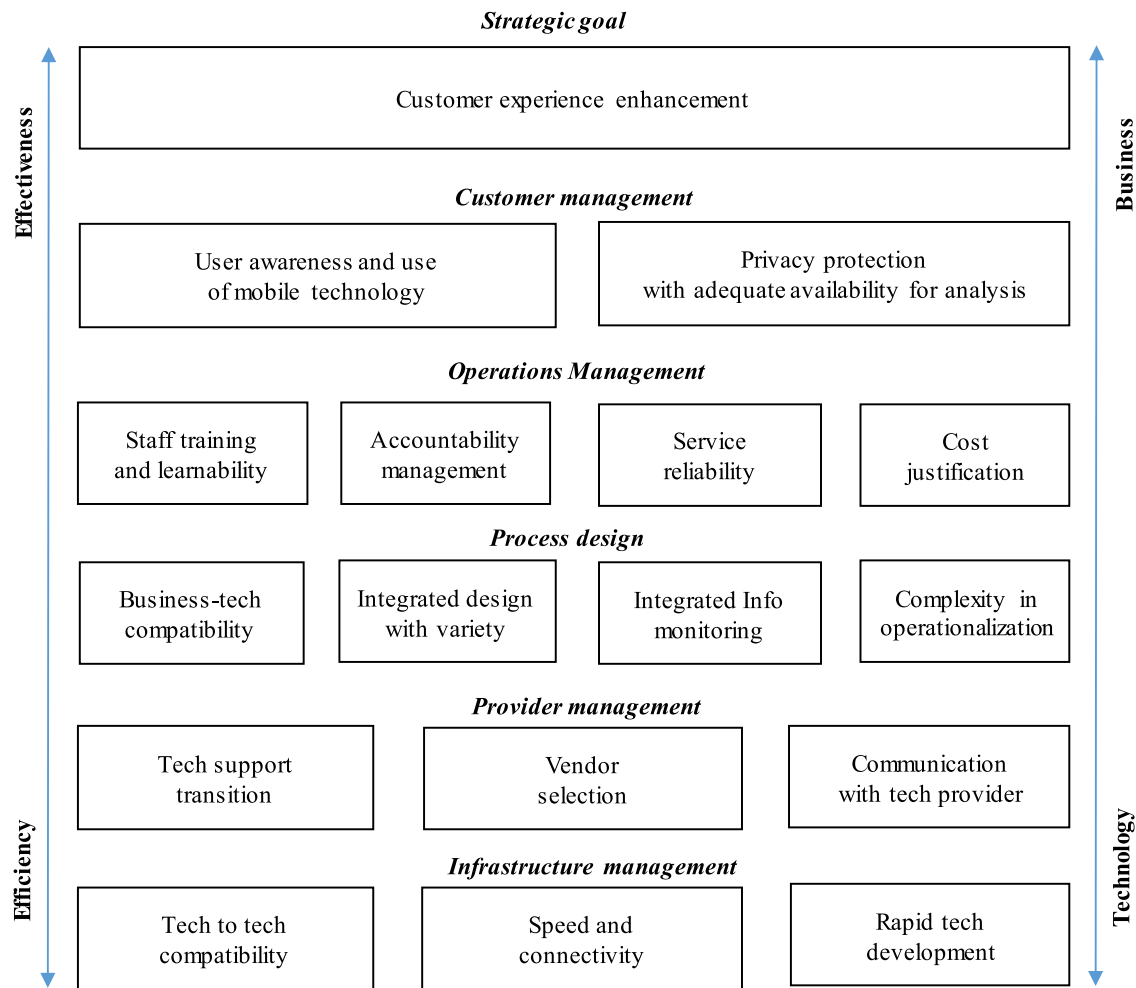 Strategic goal
Customer experience enhancement
Effectiveness
Business
Customer management
User awareness and use
of mobile technology
Privacy protection
with adequate availability for analysis
Operations Management
Staff training
and learnability
Accountability
management
Service
reliability
Cost
justification
Process design
Business-tech
compatibility
Integrated design
with variety
Integrated Info
monitoring
Complexity in
operationalization
Provider management
Tech support
transition
Vendor
selection
Communication
with tech provider
Efficiency
Technology
Infrastructure management
Tech to tech
compatibility
Speed and
connectivity
Rapid tech
development